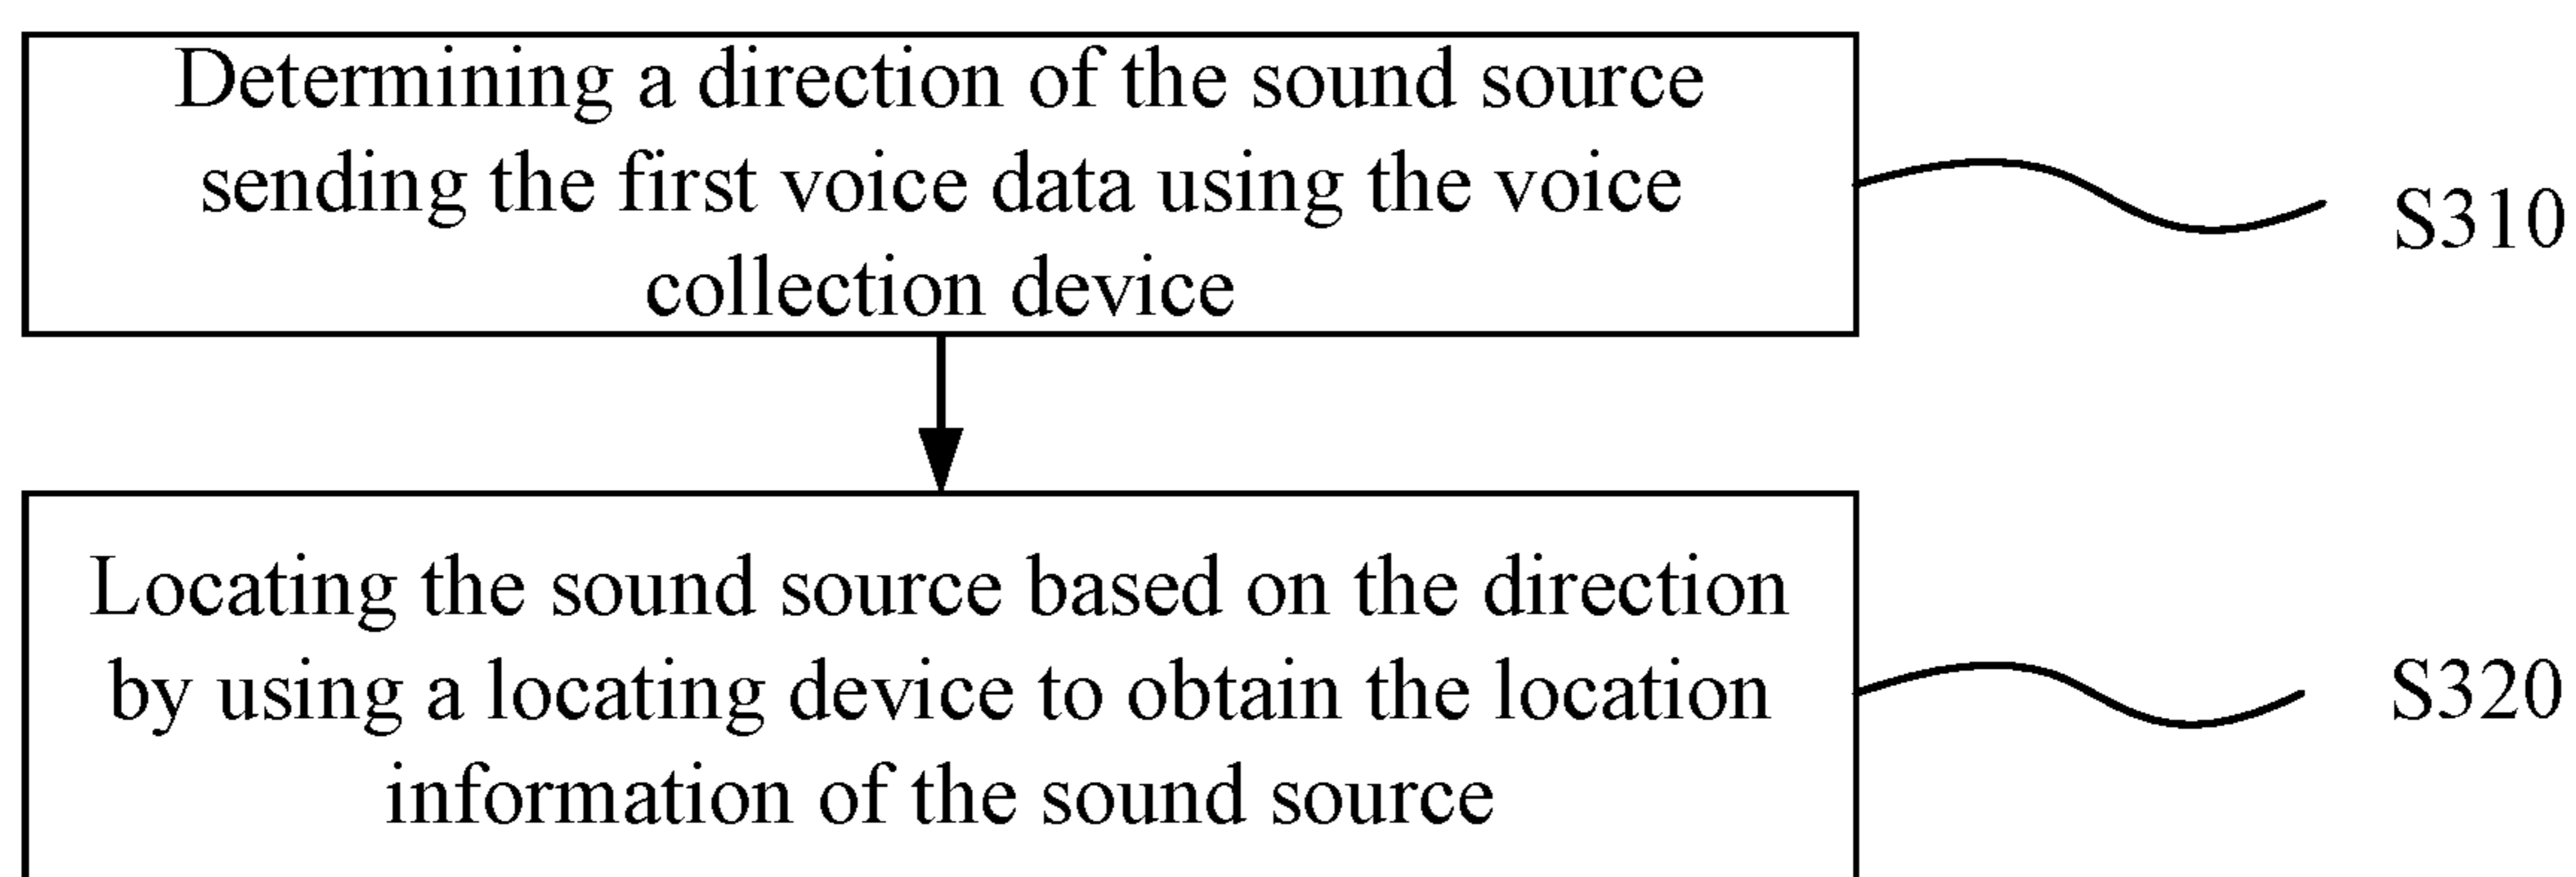 Determining a direction of the sound source
sending the first voice data using the voice
collection device
S310
Locating the sound source based on the direction
by using a locating device to obtain the location
information of the sound source
S320